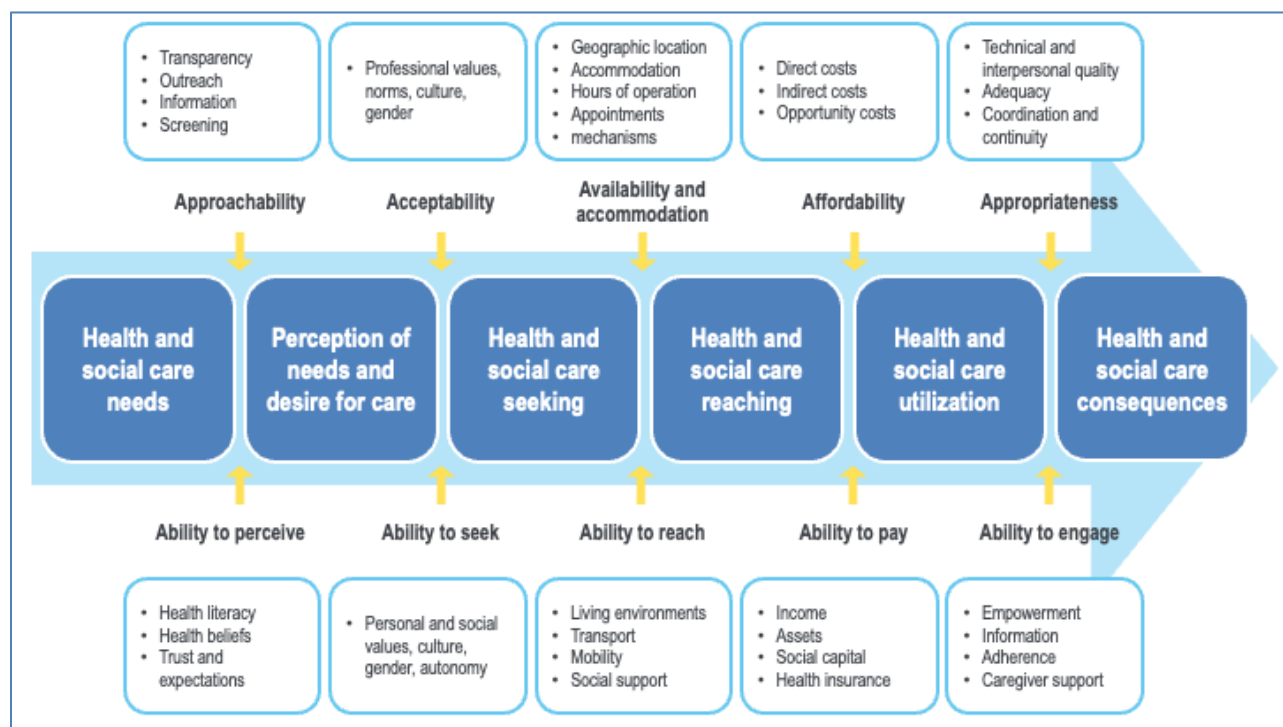 • Transparency
• Outreach
• Information
• Screening
• Professional values,
norms, culture,
gender
• Geographic location
• Accommodation
• Hours of operation
• Appointments
• mechanisms
• Direct costs
• Indirect costs
• Opportunity costs
• Technical and
interpersonal quality
• Adequacy
• Coordination and
continuity
Approachability
Acceptability
Availability and
accommodation
Affordability
Appropriateness
Health and
social care
needs
Perception of
needs and
desire for care
Health and
social care
seeking
Health and
social care
reaching
Health and
social care
utilization
Health and
social care
consequences
Ability to perceive
Ability to seek
Ability to reach
Ability to pay
Ability to engage
• Health literacy
• Health beliefs
• Trust and
expectations
• Personal and social
values, culture,
gender, autonomy
• Living environments
• Transport
• Mobility
• Social support
• Income
• Assets
• Social capital
• Health insurance
• Empowerment
• Information
• Adherence
• Caregiver support